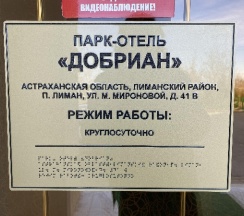 ВИДЕОНАБЛЮДЕНИЕ!
ПАРК-ОТЕЛЬ
«ДОБРИАН»
АСТРАХАНСКАЯ ОБЛАСТЬ, ЛИМАНСКИЙ РАЙОН,
П. ЛИМАН, УЛ. М. МИРОНОВОЙ, Д. 41 В
РЕЖИМ РАБОТЫ:
КРУГЛОСУТОЧНО